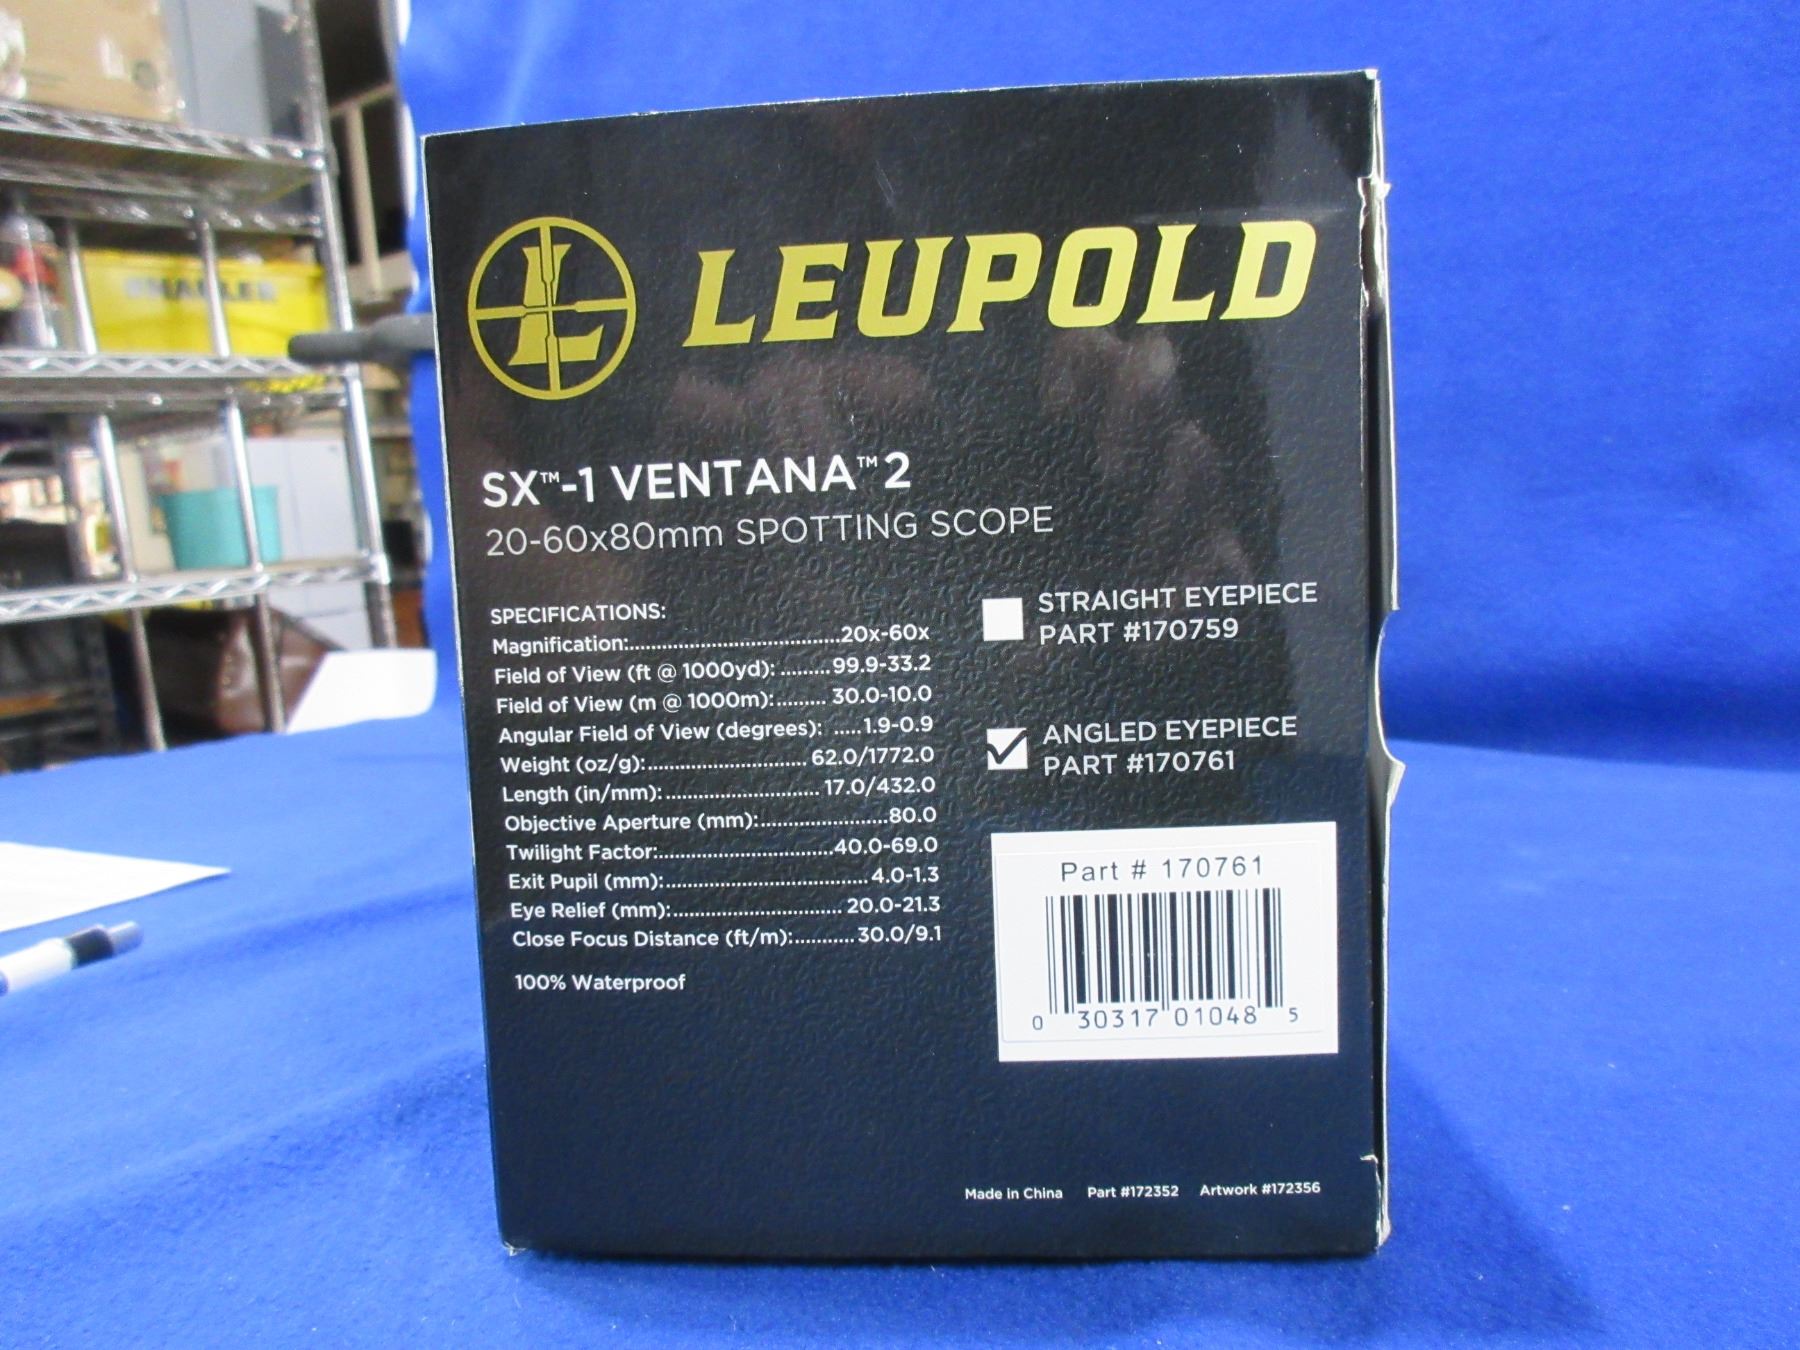 LEUPOLD
SX™-1 VENTANA™ 2
20-60x80mm SPOTTING SCOPE
SPECIFICATIONS:
Magnification:....................................20x-60x
Field of View (ft @ 1000yd): .........99.9-33.2
Field of View (m @ 1000m):......... 30.0-10.0
Angular Field of View (degrees): .....1.9-0.9
Weight (oz/g):............................. 62.0/1772.0
Length (in/mm):............................ 17.0/432.0
Objective Aperture (mm):.......................80.0
Twilight Factor:................................40.0-69.0
Exit Pupil (mm):.....................................4.0-1.3
Eye Relief (mm):............................... 20.0-21.3
Close Focus Distance (ft/m):........... 30.0/9.1
100% Waterproof
STRAIGHT EYEPIECE
PART #170759
ANGLED EYEPIECE
PART #170761
Part # 170761
0 30317 01048 5
Made in China Part #172352 Artwork #172356